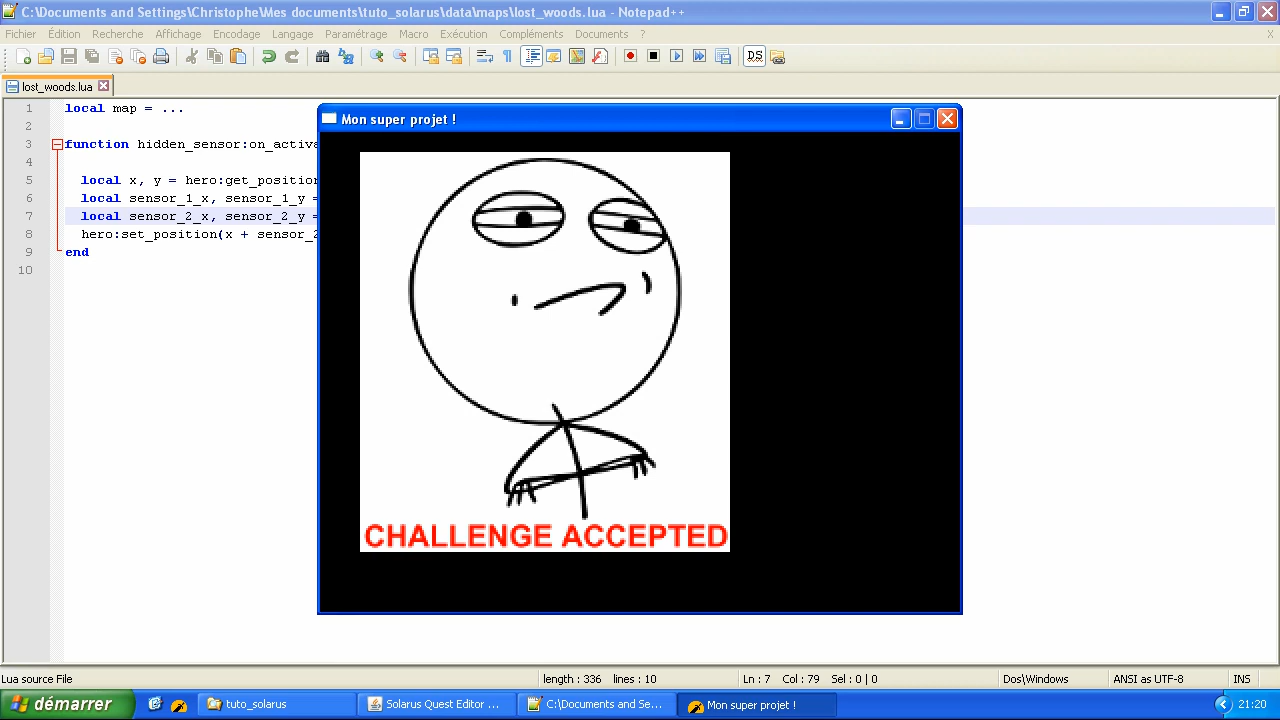 C:\Documents and Settings\Christophe\Mes documents\tuto_solarus\data\maps\lost_woods.lua - Notepad++
Fichier Édition Recherche Affichage Encodage Langage Paramétrage Macro Exécution Compléments Documents ? X
lost_woods.lua
1 local map = ...
2
3 function hidden_sensor:on_activa
4
5 local x, y = hero:get_position
6 local sensor_1_x, sensor_1_y =
7 local sensor_2_x, sensor_2_y =
8 hero:set_position(x + sensor_2
9 end
10
Mon super projet !
CHALLENGE ACCEPTED
Lua source File length : 336 lines : 10 Ln : 7 Col : 79 Sel : 0 | 0 Dos\Windows ANSI as UTF-8 INS
démarrer tuto_solarus Solarus Quest Editor ... C:\Documents and Se... Mon super projet ! 21:20